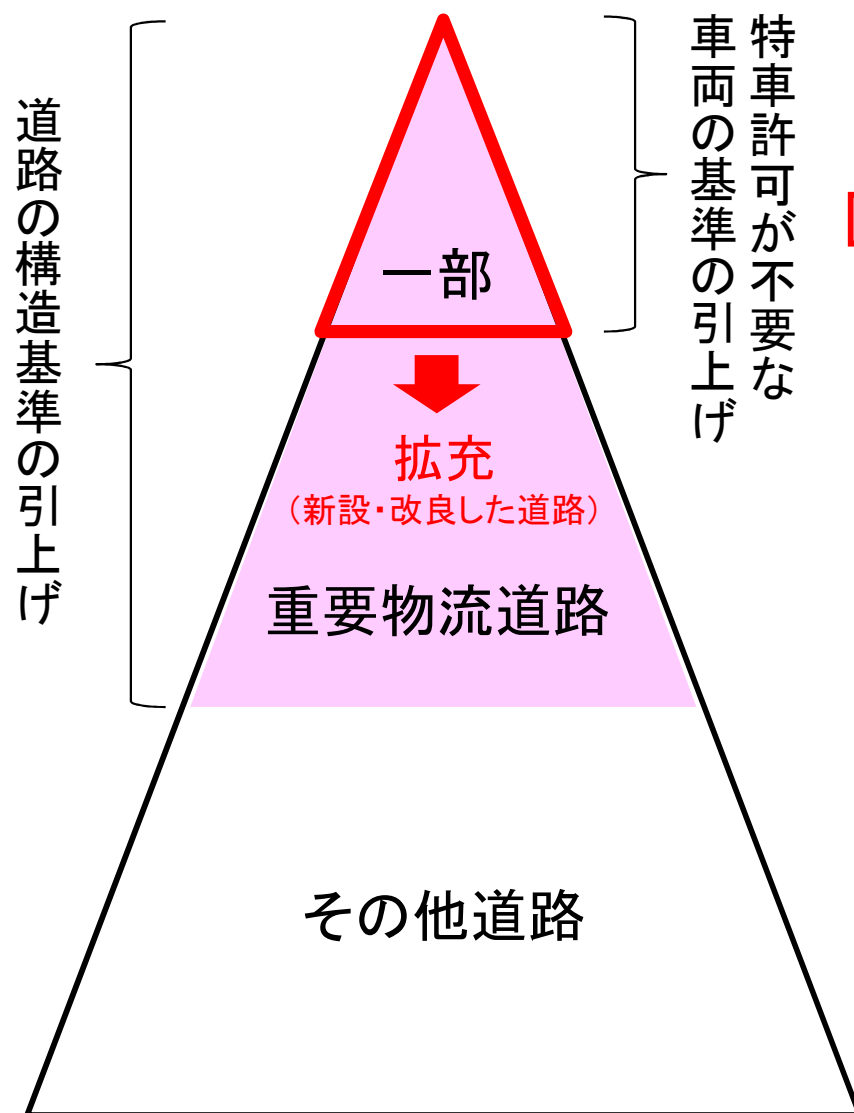 道路の構造基準の引上げ
特車許可が不要な
車両の基準の引上げ
一部
拡充
（新設・改良した道路）
重要物流道路
その他道路